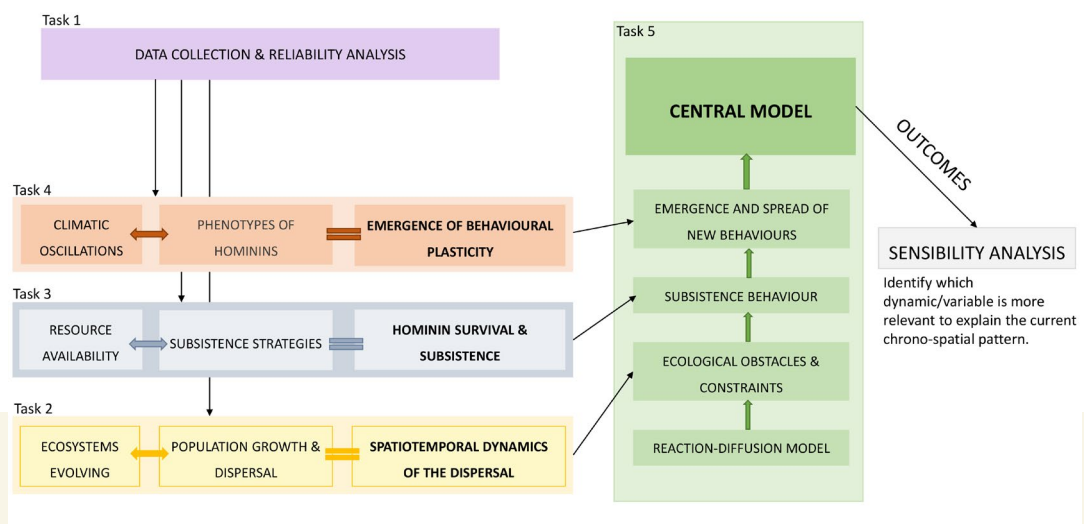 Task 1
DATA COLLECTION & RELIABILITY ANALYSIS
Task 4
CLIMATIC
OSCILLATIONS
PHENOTYPES OF
HOMININS
EMERGENCE OF BEHAVIOURAL
PLASTICITY
Task 3
RESOURCE
AVAILABILITY
SUBSISTENCE STRATEGIES
HOMININ SURVIVAL &
SUBSISTENCE
Task 2
ECOSYSTEMS
EVOLVING
POPULATION GROWTH &
DISPERSAL
SPATIOTEMPORAL DYNAMICS
OF THE DISPERSAL
Task 5
CENTRAL MODEL
EMERGENCE AND SPREAD OF
NEW BEHAVIOURS
SUBSISTENCE BEHAVIOUR
ECOLOGICAL OBSTACLES &
CONSTRAINTS
REACTION-DIFFUSION MODEL
OUTCOMES
SENSIBILITY ANALYSIS
Identify which
dynamic/variable is more
relevant to explain the current
chrono-spatial pattern.